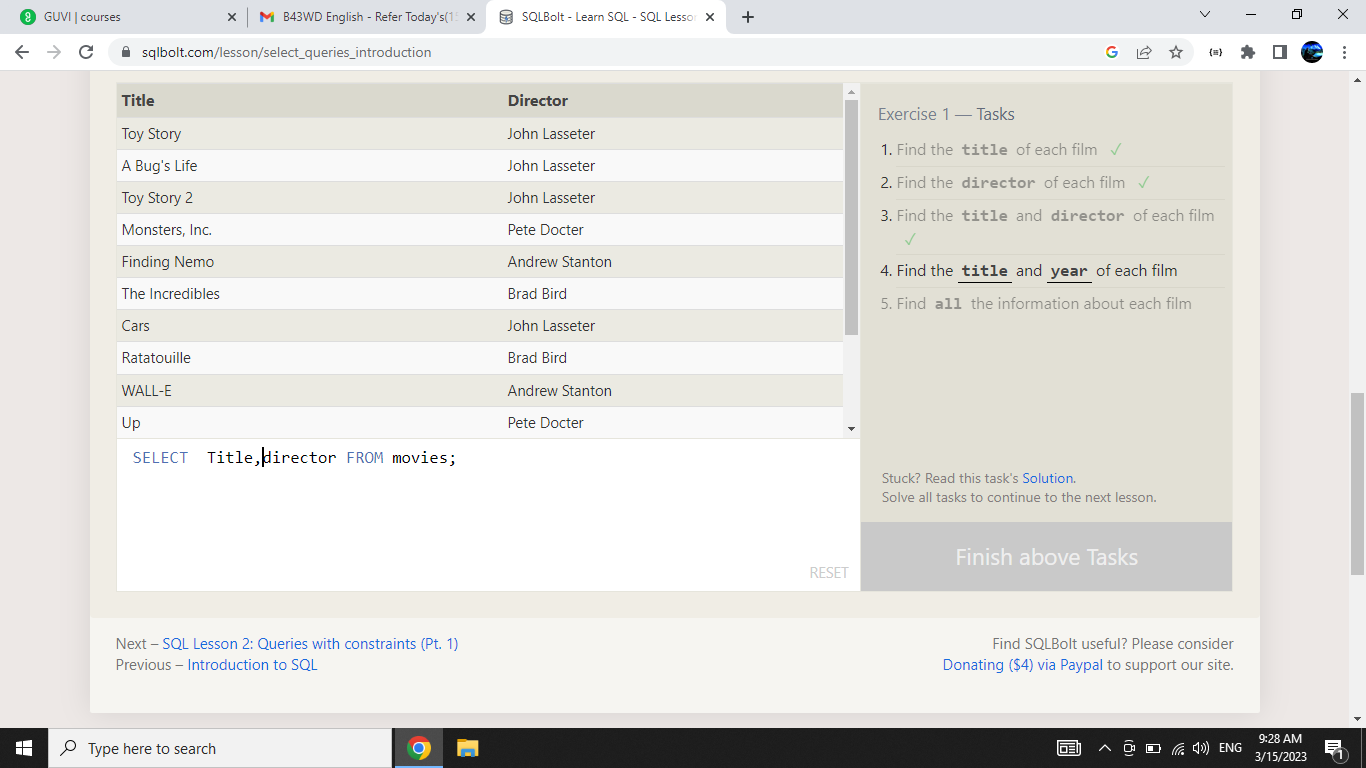 GUVI | courses
B43WD English - Refer Today's(15
SQLBolt - Learn SQL - SQL Lesson
sqlbolt.com/lesson/select_queries_introduction
Title Director
Toy Story John Lasseter
A Bug's Life John Lasseter
Toy Story 2 John Lasseter
Monsters, Inc. Pete Docter
Finding Nemo Andrew Stanton
The Incredibles Brad Bird
Cars John Lasseter
Ratatouille Brad Bird
WALL-E Andrew Stanton
Up Pete Docter
SELECT Title,director FROM movies;
RESET
Exercise 1 — Tasks
1. Find the title of each film ✓
2. Find the director of each film ✓
3. Find the title and director of each film
✓
4. Find the title and year of each film
5. Find all the information about each film
Stuck? Read this task's Solution.
Solve all tasks to continue to the next lesson.
Finish above Tasks
Next – SQL Lesson 2: Queries with constraints (Pt. 1)
Previous – Introduction to SQL
Find SQLBolt useful? Please consider
Donating ($4) via Paypal to support our site.
Type here to search
ENG
9:28 AM
3/15/2023
1